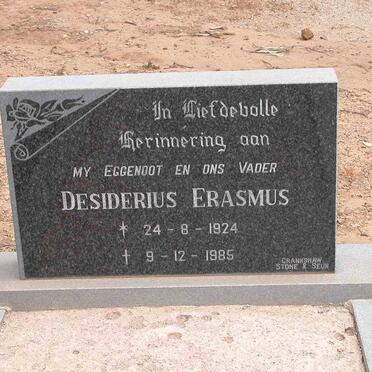 In Liefdevolle
Herinnering aan
MY EGGENOOT EN ONS VADER
DESIDERIUS ERASMUS
* 24-8-1924
† 9-12-1985
CRANKSHAW
STONE & SEUN